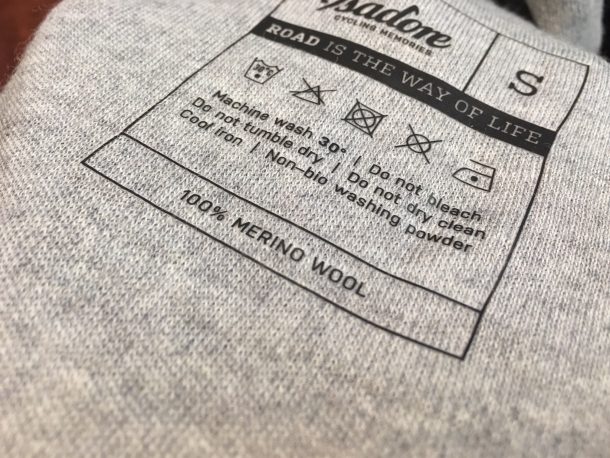 CYCLING MEMORIES
S
ROAD IS THE WAY OF LIFE
Machine wash 30° | Do not bleach
Do not tumble dry | Do not dry clean
Cool iron | Non-bio washing powder
100% MERINO WOOL